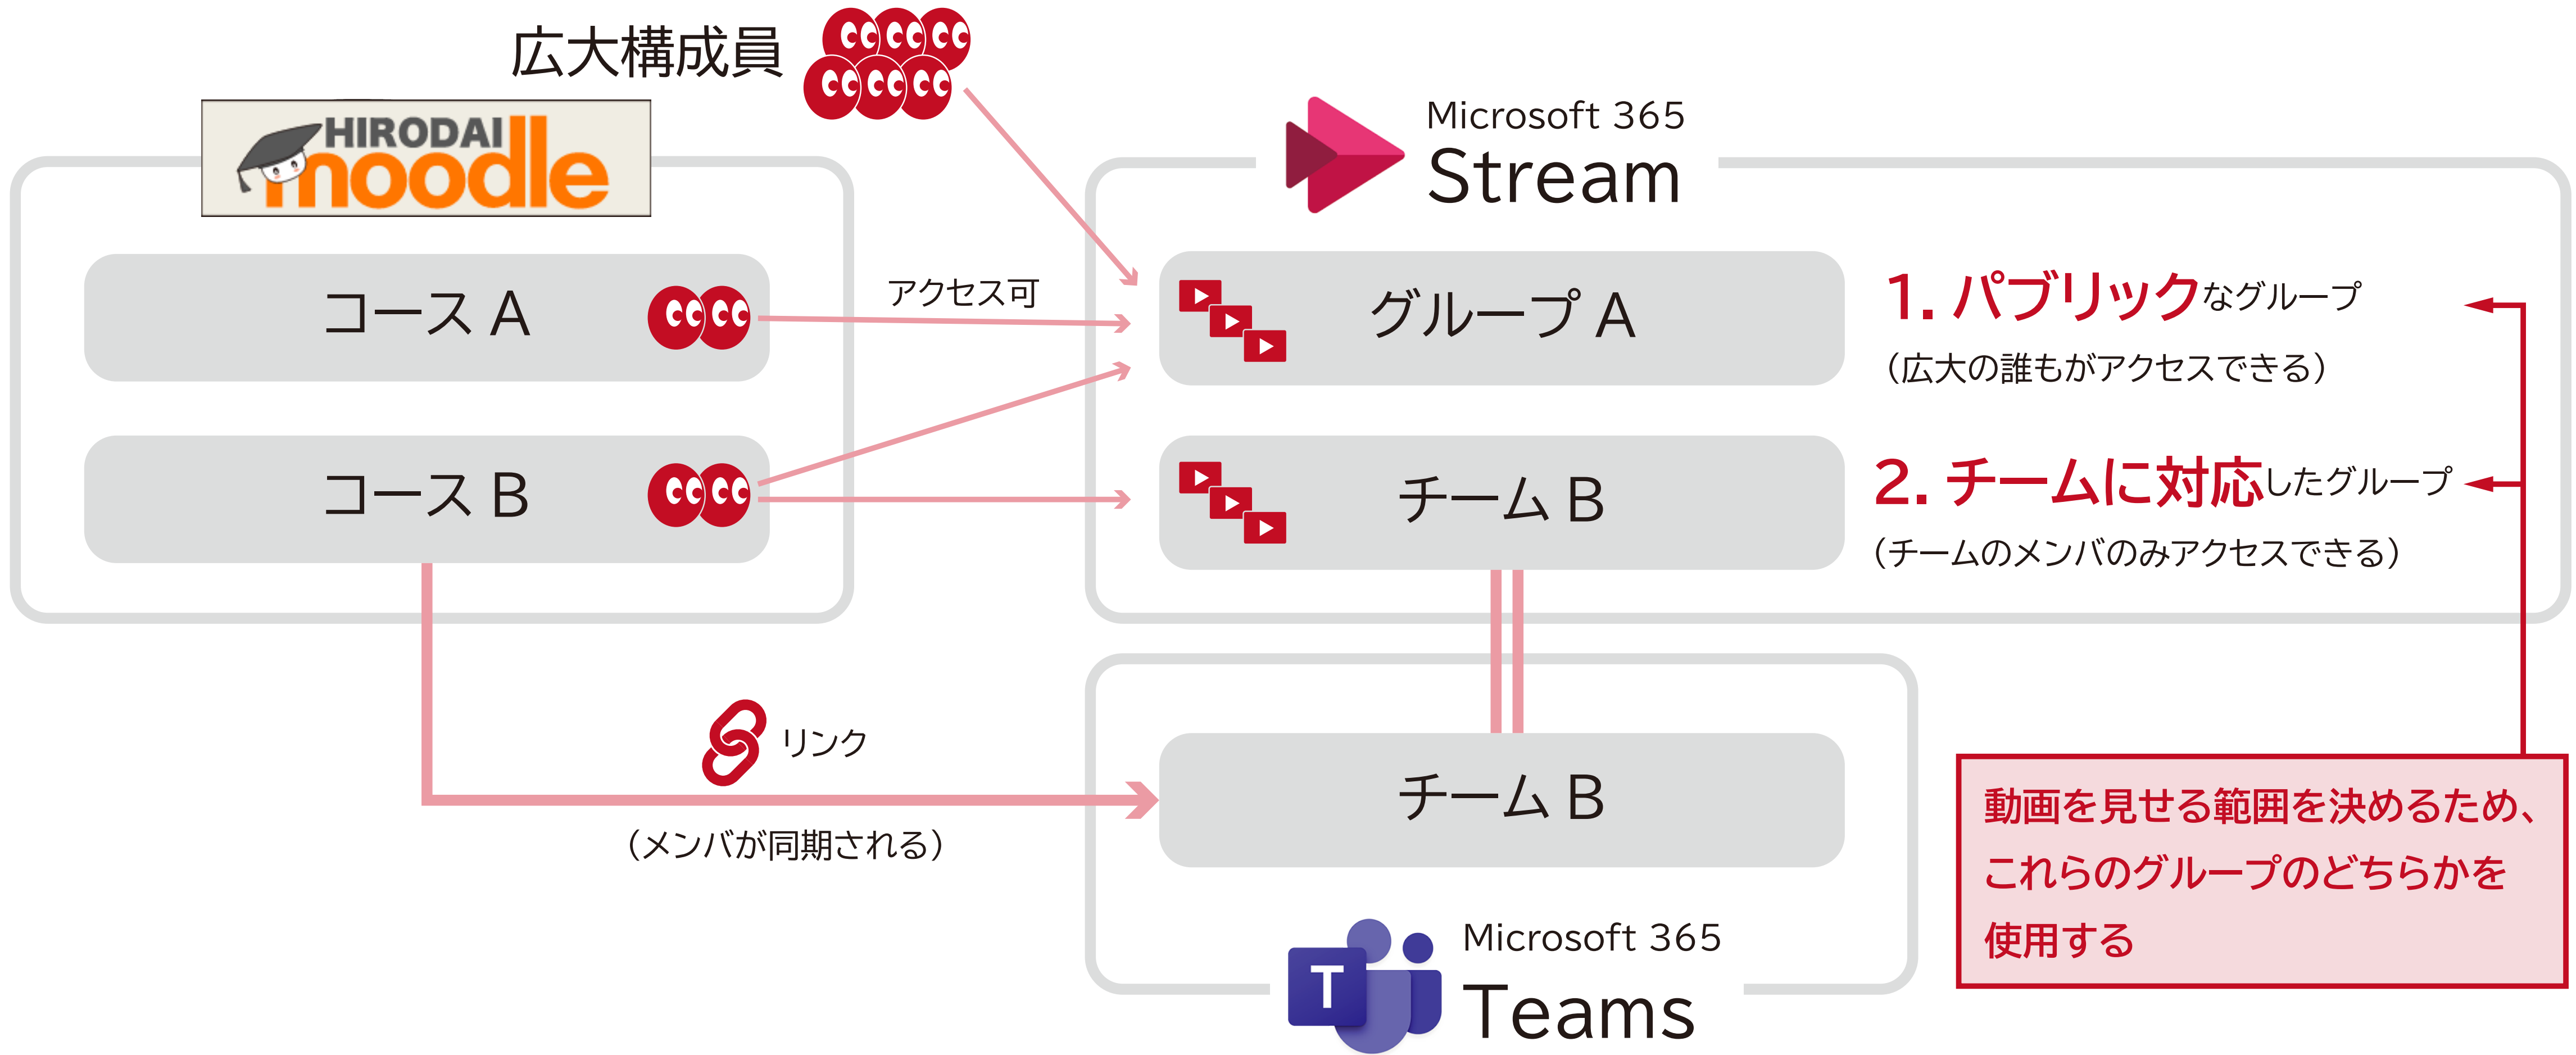 広大構成員
HIRODAI
moodle
コース A
コース B
アクセス可
Microsoft 365
Stream
グループ A
1. パブリックなグループ
（広大の誰もがアクセスできる）
チーム B
2. チームに対応したグループ
（チームのメンバのみアクセスできる）
リンク
（メンバが同期される）
チーム B
T
Microsoft 365
Teams
動画を見せる範囲を決めるため、
これらのグループのどちらかを
使用する